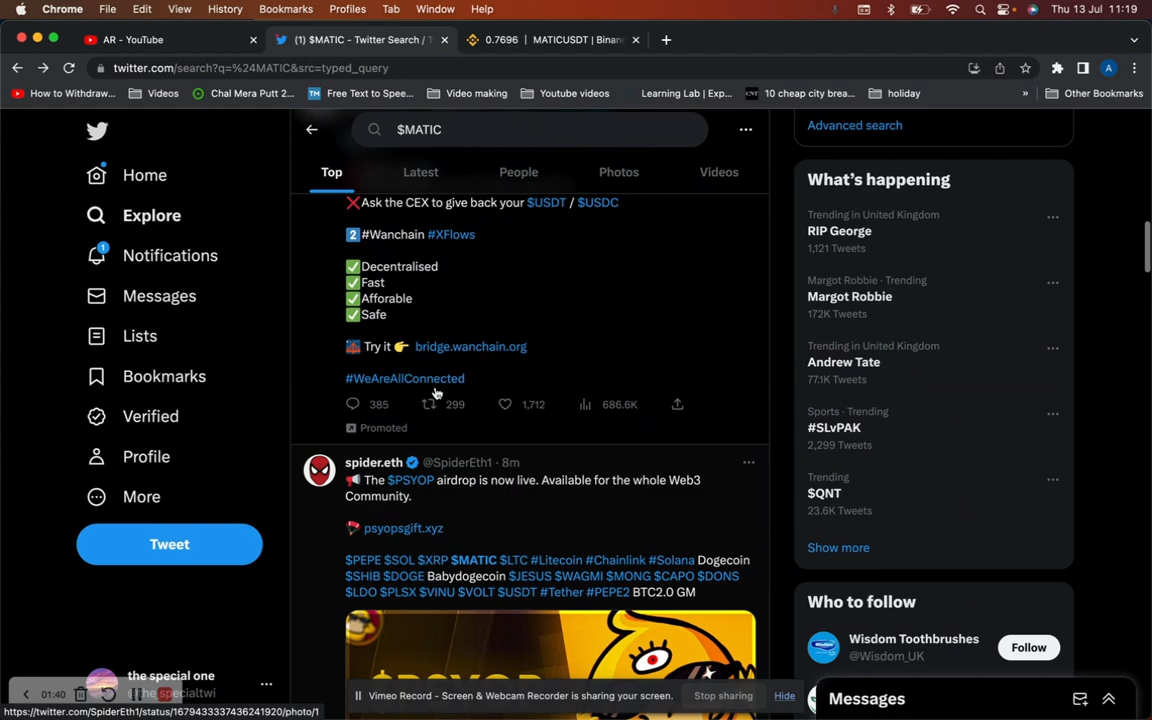 Chrome File Edit View History Bookmarks Profiles Tab Window Help
Thu 13 Jul 11:19
AR - YouTube
(1) $MATIC - Twitter Search / T
0.7696 | MATICUSDT | Binan
twitter.com/search?q=%24MATIC&src=typed_query
How to Withdraw...
Videos
Chal Mera Putt 2...
TM Free Text to Spee...
Video making
Youtube videos
Learning Lab | Exp...
CNT 10 cheap city brea...
holiday
»
Other Bookmarks
Home
Explore
1
Notifications
Messages
Lists
Bookmarks
Verified
Profile
More
Tweet
the special one
$MATIC
Top Latest People Photos Videos
❌Ask the CEX to give back your $USDT / $USDC
2️⃣#Wanchain #XFlows
✅Decentralised
✅Fast
✅Afforable
✅Safe
Try it 👉 bridge.wanchain.org
#WeAreAllConnected
385 299 1,712 686.6K
Promoted
spider.eth @SpiderEth1 · 8m
📢 The $PSYOP airdrop is now live. Available for the whole Web3
Community.
psyopsgift.xyz
$PEPE $SOL $XRP $MATIC $LTC #Litecoin #Chainlink #Solana Dogecoin
$SHIB $DOGE Babydogecoin $JESUS $WAGMI $MONG $CAPO $DONS
$LDO $PLSX $VINU $VOLT $USDT #Tether #PEPE2 BTC2.0 GM
Advanced search
What's happening
Trending in United Kingdom
RIP George
1,121 Tweets
Margot Robbie · Trending
Margot Robbie
172K Tweets
Trending in United Kingdom
Andrew Tate
77.1K Tweets
Sports · Trending
#SLvPAK
2,299 Tweets
Trending
$QNT
23.6K Tweets
Show more
Who to follow
Wisdom Toothbrushes
@Wisdom_UK
Follow
Messages
01:40
Vimeo Record - Screen & Webcam Recorder is sharing your screen.
Stop sharing
Hide
https://twitter.com/SpiderEth1/status/1679433337436241920/photo/1